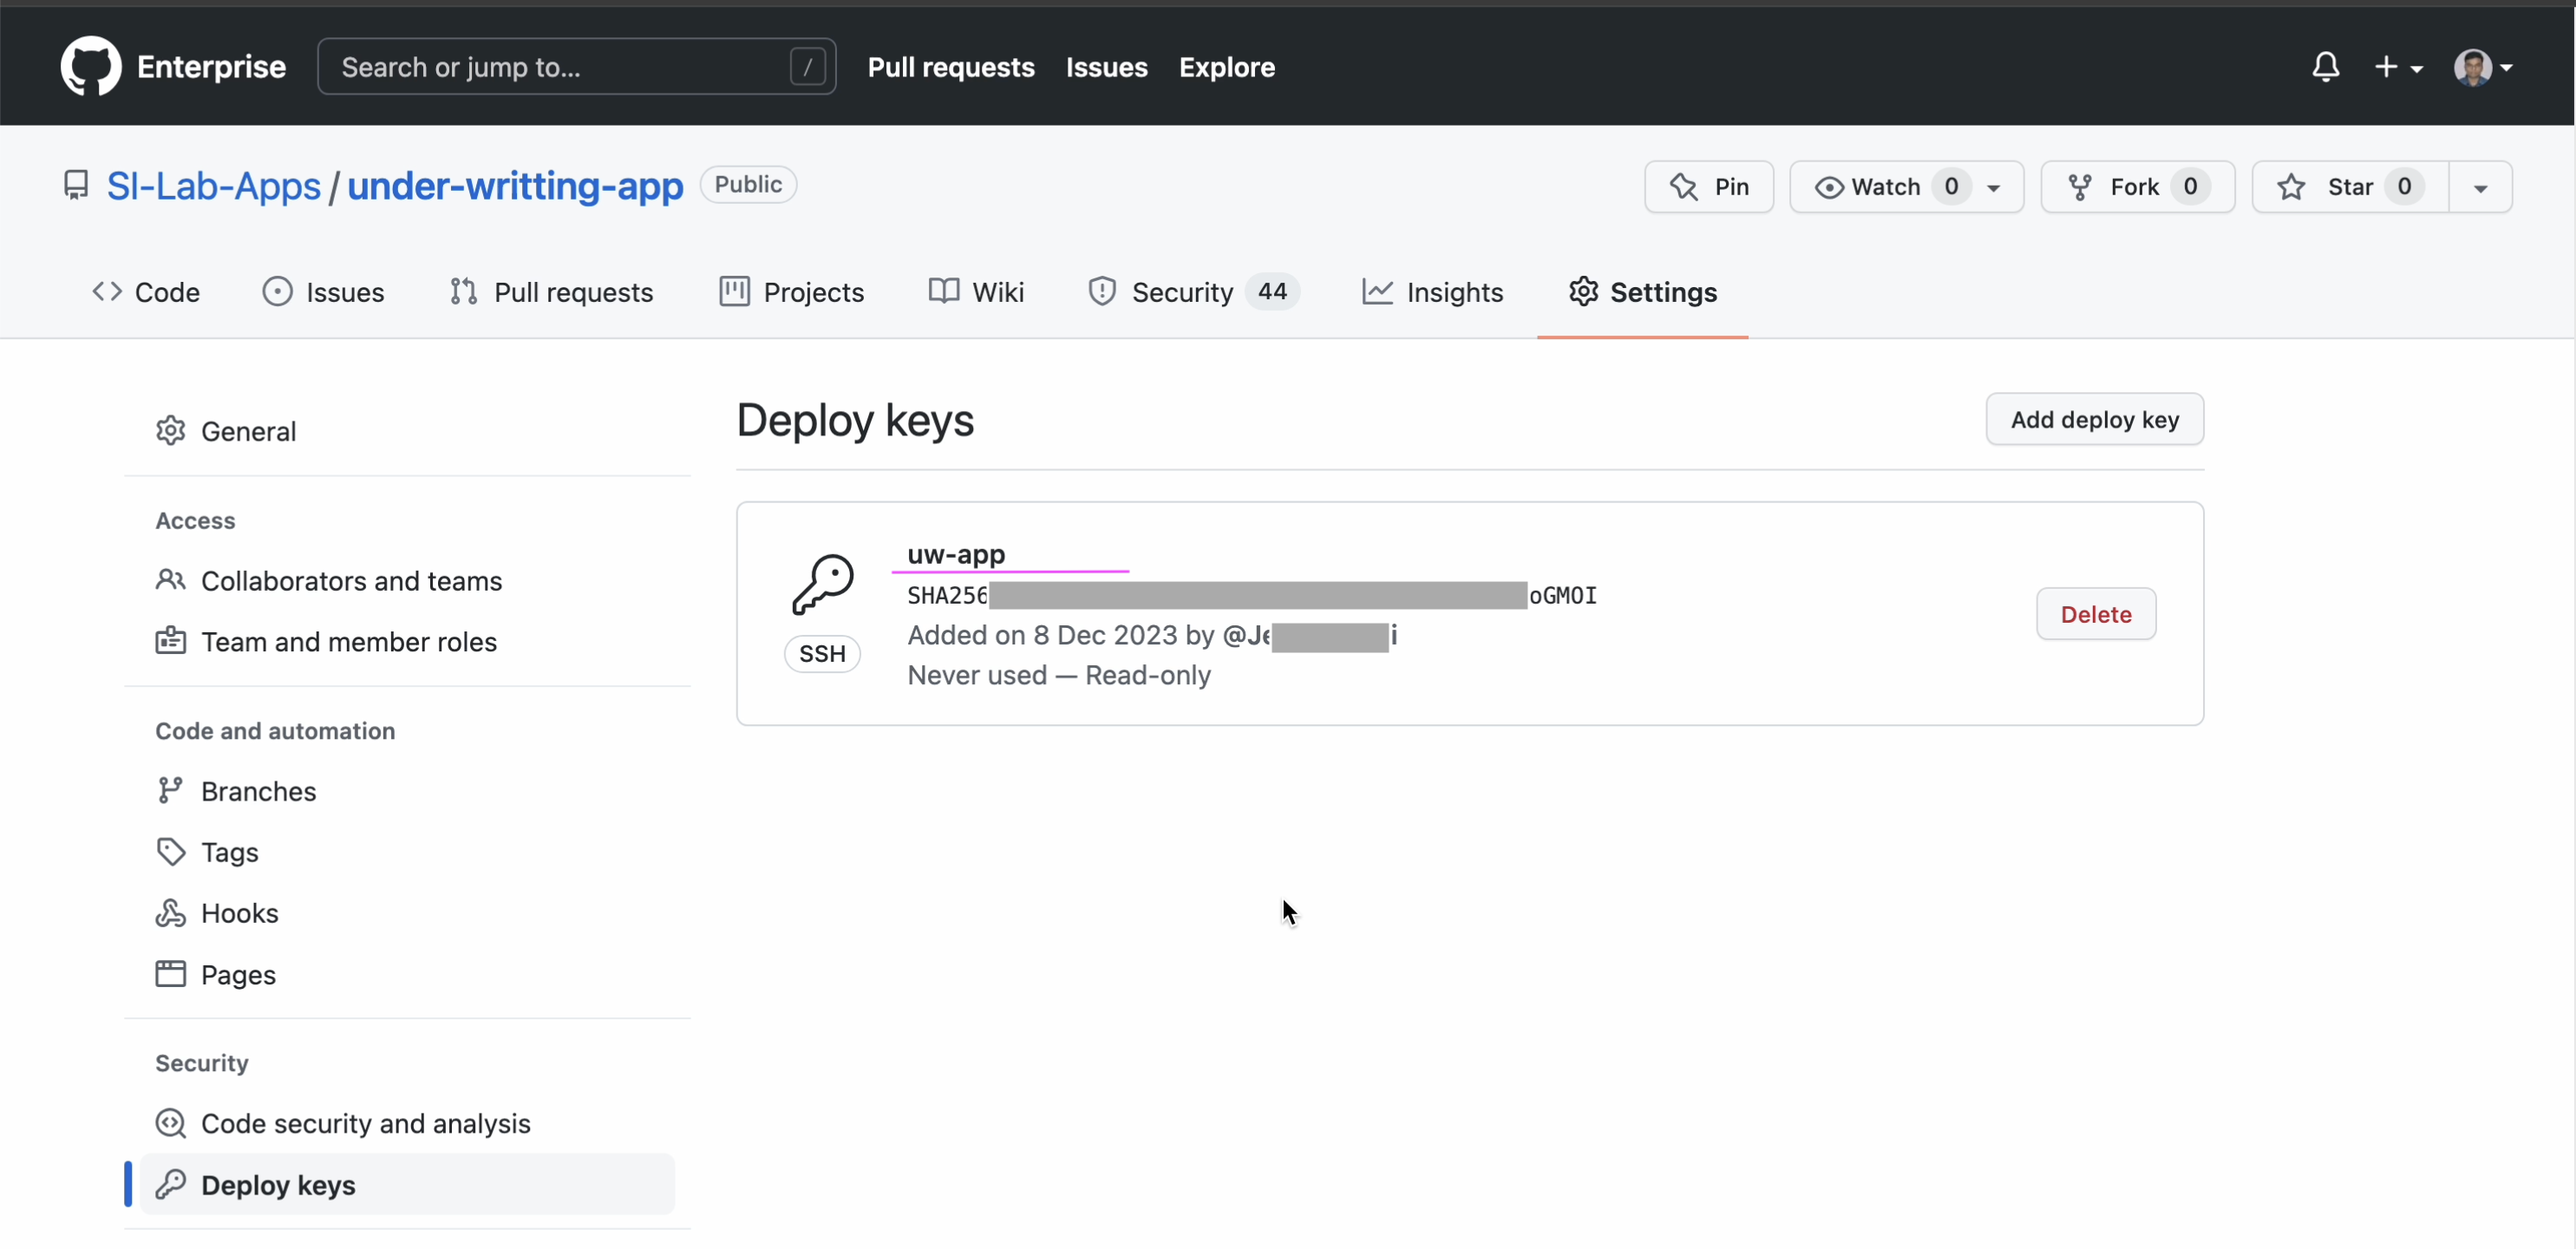 Enterprise Search or jump to... / Pull requests Issues Explore
SI-Lab-Apps / under-writting-app Public Pin Watch 0 Fork 0 Star 0
Code Issues Pull requests Projects Wiki Security 44 Insights Settings
General
Access
Collaborators and teams
Team and member roles
Code and automation
Branches
Tags
Hooks
Pages
Security
Code security and analysis
Deploy keys
Deploy keys Add deploy key
uw-app
SHA256 oGMOI
Added on 8 Dec 2023 by @Je i
Never used — Read-only
SSH
Delete